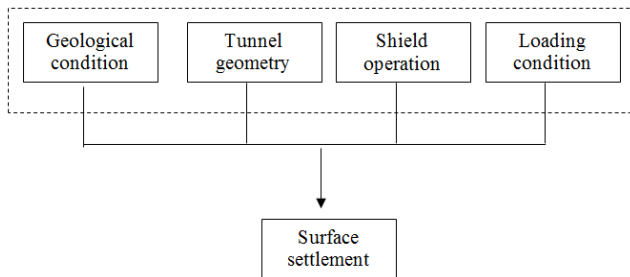 Geological
condition
Tunnel
geometry
Shield
operation
Loading
condition
Surface
settlement